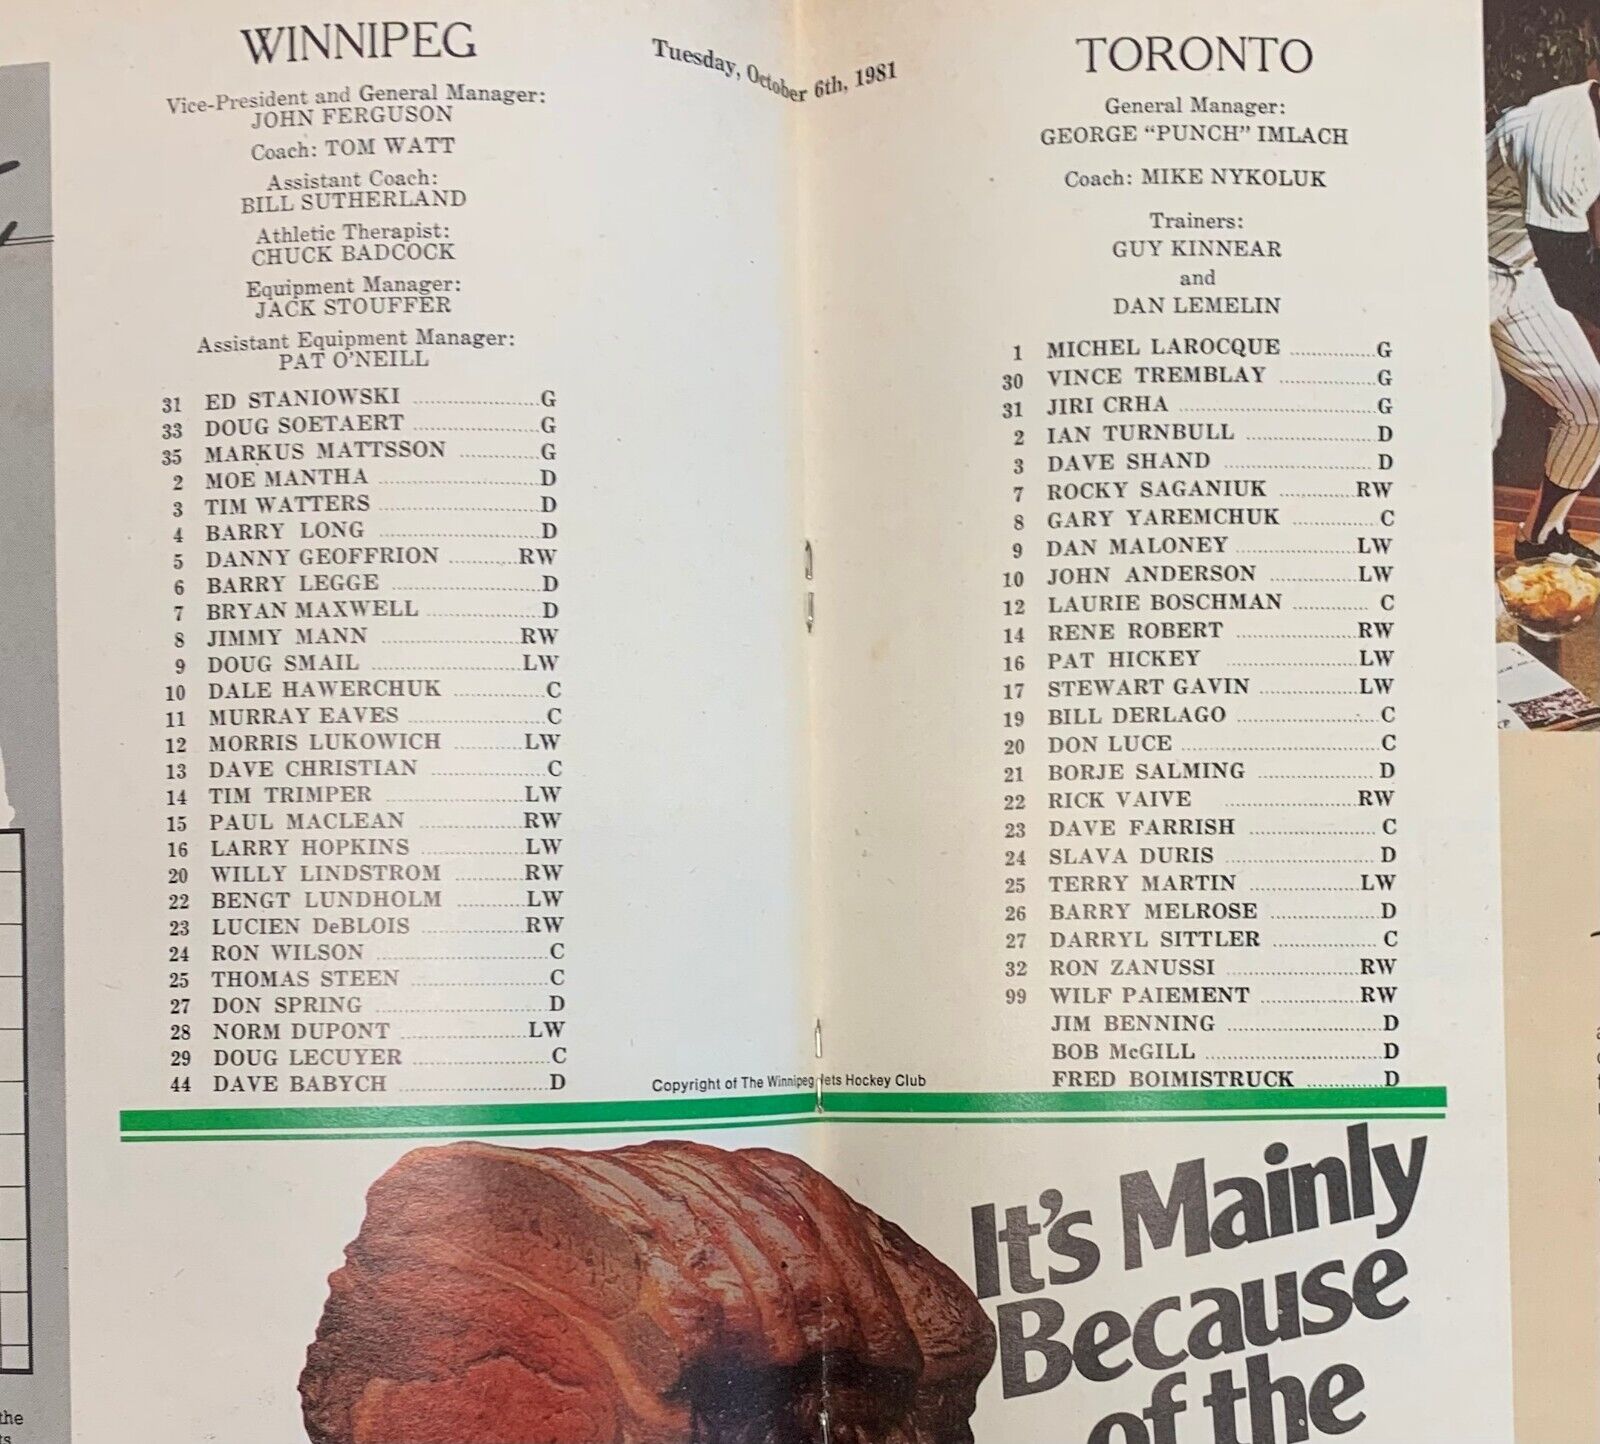 WINNIPEG
Vice-President and General Manager:
JOHN FERGUSON
Coach: TOM WATT
Assistant Coach:
BILL SUTHERLAND
Athletic Therapist:
CHUCK BADCOCK
Equipment Manager:
JACK STOUFFER
Assistant Equipment Manager:
PAT O'NEILL
31 ED STANIOWSKI G
33 DOUG SOETAERT G
35 MARKUS MATTSSON G
2 MOE MANTHA D
3 TIM WATTERS D
4 BARRY LONG D
5 DANNY GEOFFRION RW
6 BARRY LEGGE D
7 BRYAN MAXWELL D
8 JIMMY MANN RW
9 DOUG SMAIL LW
10 DALE HAWERCHUK C
11 MURRAY EAVES C
12 MORRIS LUKOWICH LW
13 DAVE CHRISTIAN C
14 TIM TRIMPER LW
15 PAUL MACLEAN RW
16 LARRY HOPKINS LW
20 WILLY LINDSTROM RW
22 BENGT LUNDHOLM LW
23 LUCIEN DeBLOIS RW
24 RON WILSON C
25 THOMAS STEEN C
27 DON SPRING D
28 NORM DUPONT LW
29 DOUG LECUYER C
44 DAVE BABYCH D
Tuesday, October 6th, 1981
TORONTO
General Manager:
GEORGE "PUNCH" IMLACH
Coach: MIKE NYKOLUK
Trainers:
GUY KINNEAR
and
DAN LEMELIN
1 MICHEL LAROCQUE G
30 VINCE TREMBLAY G
31 JIRI CRHA G
2 IAN TURNBULL D
3 DAVE SHAND D
7 ROCKY SAGANIUK RW
8 GARY YAREMCHUK C
9 DAN MALONEY LW
10 JOHN ANDERSON LW
12 LAURIE BOSCHMAN C
14 RENE ROBERT RW
16 PAT HICKEY LW
17 STEWART GAVIN LW
19 BILL DERLAGO C
20 DON LUCE C
21 BORJE SALMING D
22 RICK VAIVE RW
23 DAVE FARRISH C
24 SLAVA DURIS D
25 TERRY MARTIN LW
26 BARRY MELROSE D
27 DARRYL SITTLER C
32 RON ZANUSSI RW
99 WILF PAIEMENT RW
JIM BENNING D
BOB McGILL D
FRED BOIMISTRUCK D
Copyright of The Winnipeg Jets Hockey Club
It's Mainly
Because
of the
the